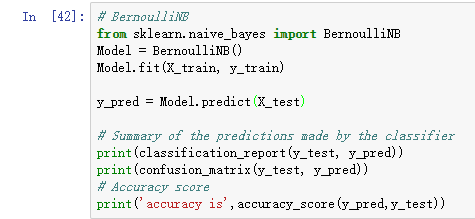 In [42]: # BernoulliNB
from sklearn.naive_bayes import BernoulliNB
Model = BernoulliNB()
Model.fit(X_train, y_train)
y_pred = Model.predict(X_test)
# Summary of the predictions made by the classifier
print(classification_report(y_test, y_pred))
print(confusion_matrix(y_test, y_pred))
# Accuracy score
print('accuracy is',accuracy_score(y_pred,y_test))